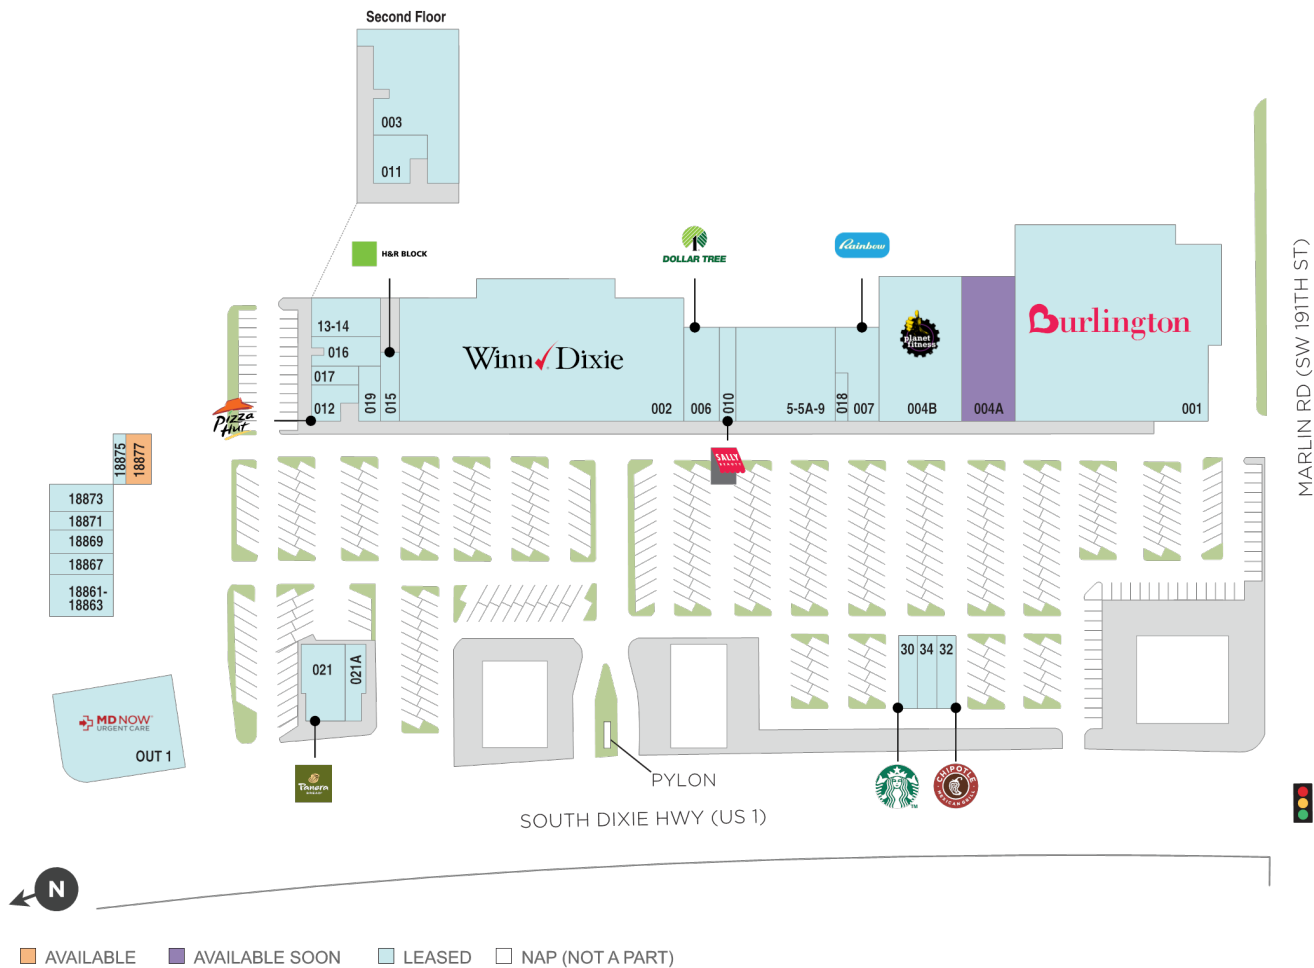 Second Floor
003
011
H&R BLOCK
DOLLAR TREE
Rainbow
13-14
016
017
012
019
015
Winn Dixie
002
006
010
5-5A-9
018
007
planet
fitness
004B
004A
Burlington
001
MARLIN RD (SW 191TH ST)
Pizza
Hut
SALLY
BEAUTY
18875
18877
18873
18871
18869
18867
18861-
18863
021
021A
30
34
32
MD NOW
URGENT CARE
OUT 1
Panera
BREAD
PYLON
TM
CHIPOTLE
MEXICAN GRILL
SOUTH DIXIE HWY (US 1)
N
AVAILABLE
AVAILABLE SOON
LEASED
NAP (NOT A PART)